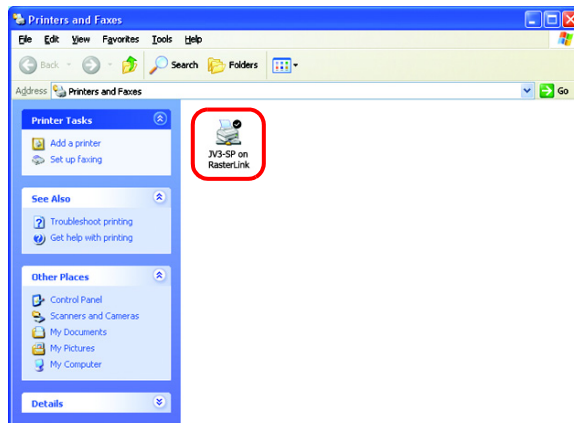 Printers and Faxes
File Edit View Favorites Tools Help
Back Search Folders
Address Printers and Faxes Go
Printer Tasks
Add a printer
Set up faxing
See Also
Troubleshoot printing
Get help with printing
Other Places
Control Panel
Scanners and Cameras
My Documents
My Pictures
My Computer
Details
JV3-SP on
RasterLink